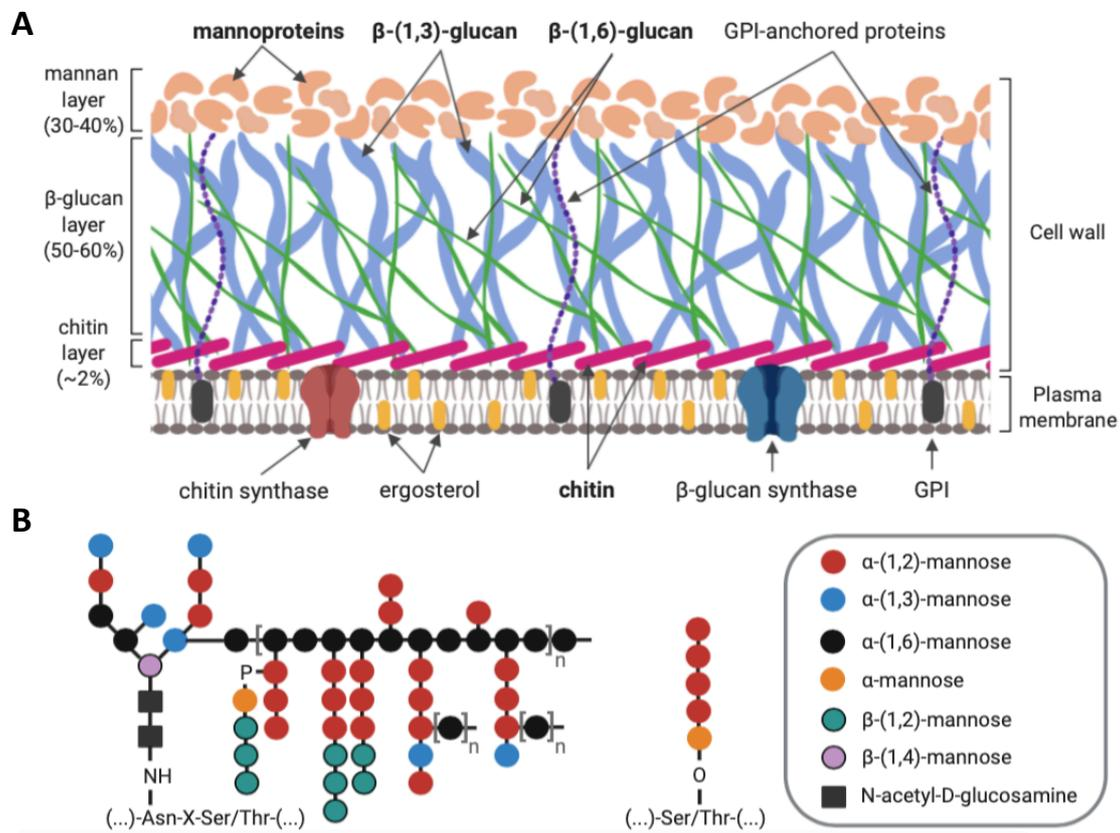 A
mannoproteins β-(1,3)-glucan β-(1,6)-glucan GPI-anchored proteins
mannan
layer
(30-40%)
β-glucan
layer
(50-60%)
Cell wall
chitin
layer
(~2%)
Plasma
membrane
chitin synthase ergosterol chitin β-glucan synthase GPI
B
α-(1,2)-mannose
α-(1,3)-mannose
α-(1,6)-mannose
α-mannose
β-(1,2)-mannose
β-(1,4)-mannose
N-acetyl-D-glucosamine
n
P
n
n
NH
(...)-Asn-X-Ser/Thr-(...)
O
(...)-Ser/Thr-(...)